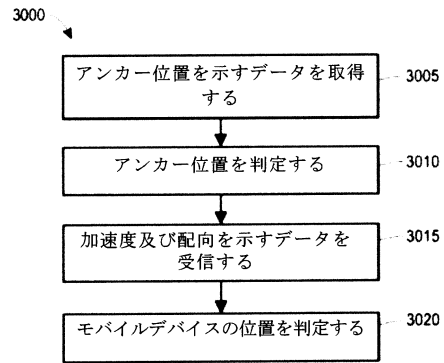 3000
アンカー位置を示すデータを取得
する
3005
アンカー位置を判定する
3010
加速度及び配向を示すデータを
受信する
3015
モバイルデバイスの位置を判定する
3020